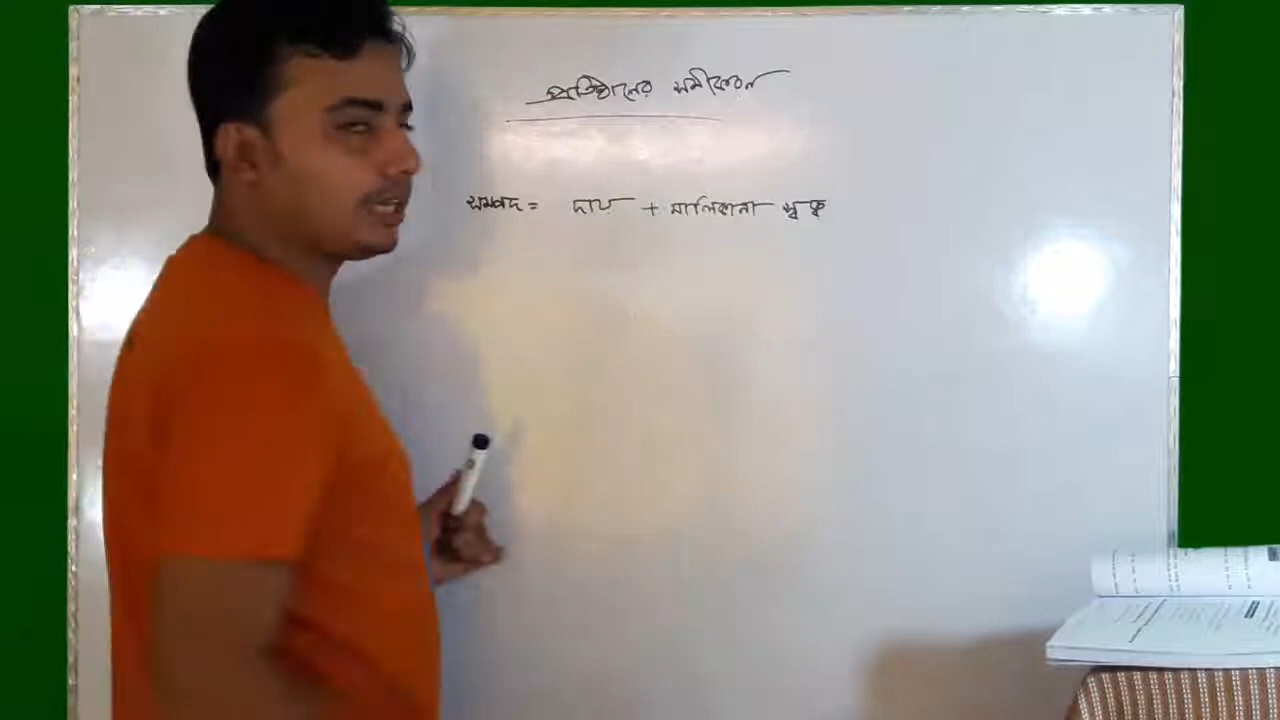 প্রতিষ্ঠানের সমীকরণ
সম্পদ = দায় + মালিকানা স্বত্ব